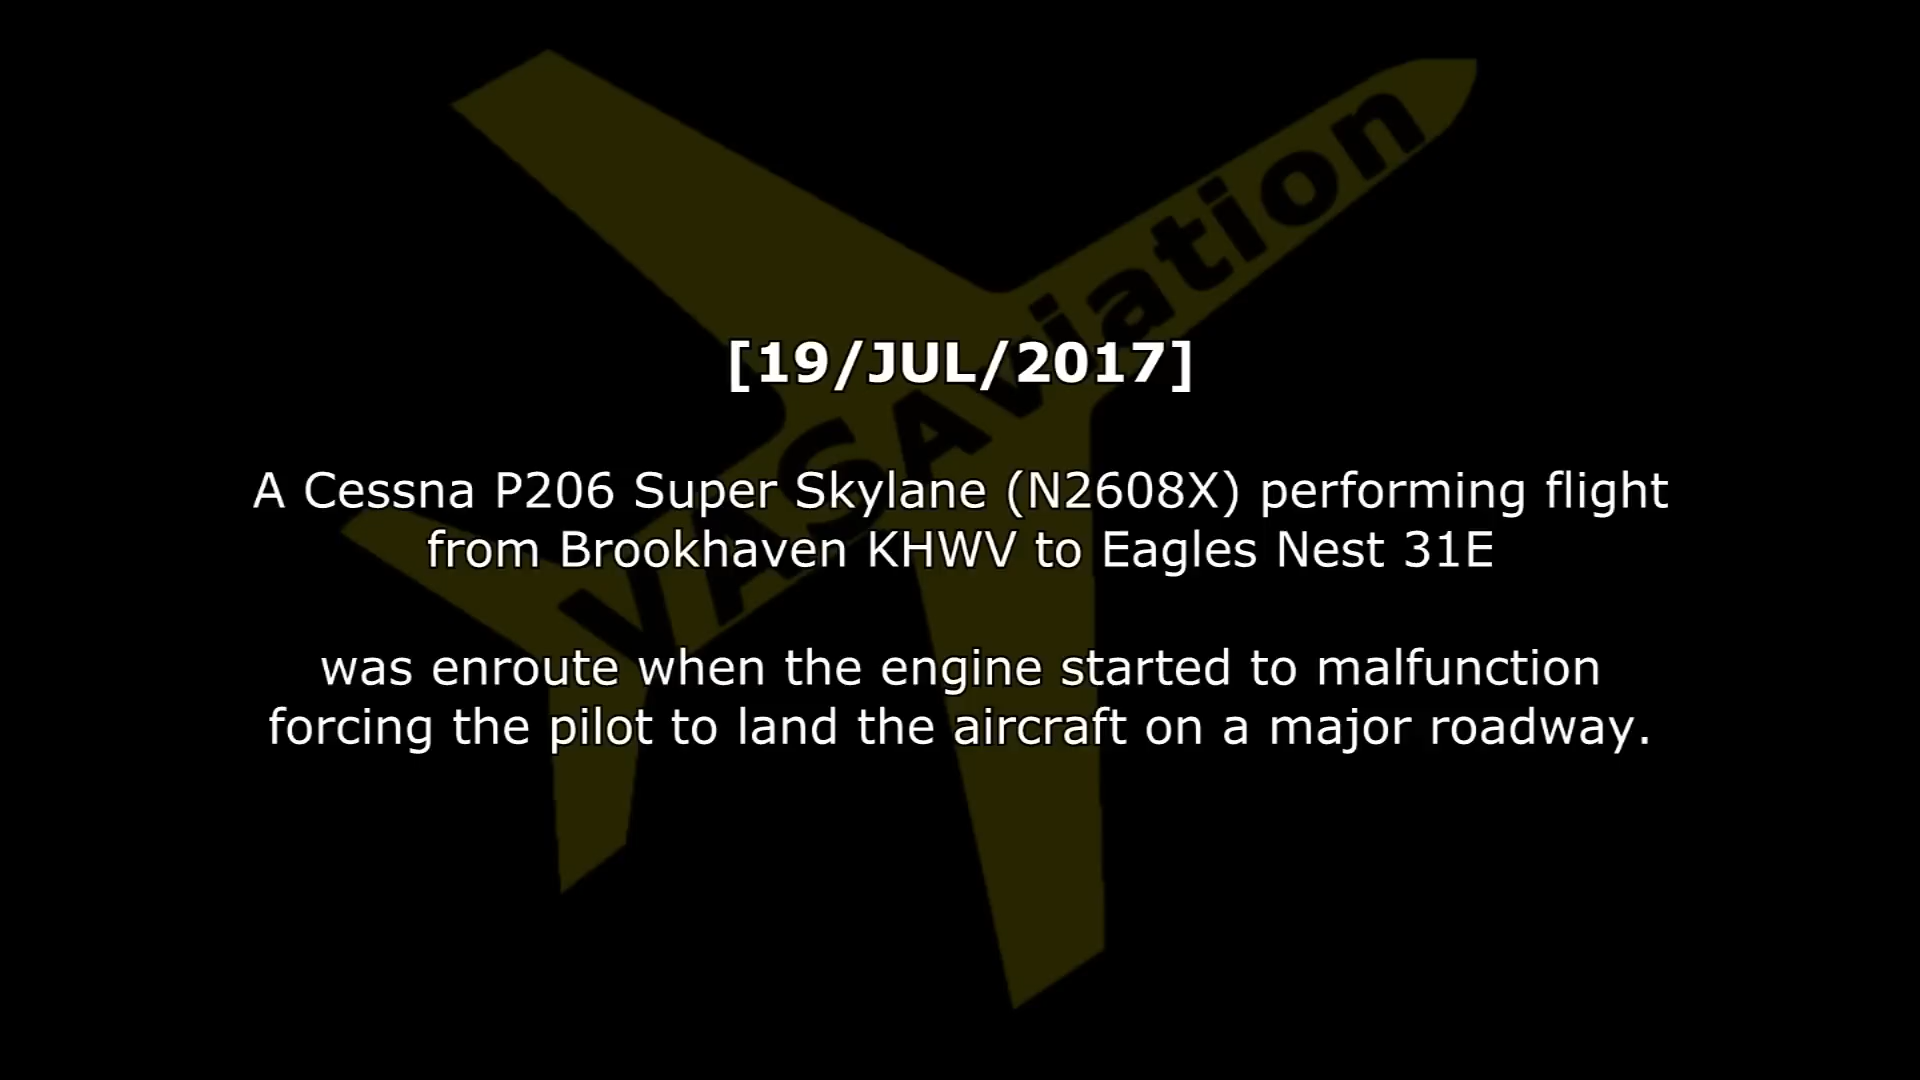 [19/JUL/2017]
A Cessna P206 Super Skylane (N2608X) performing flight
from Brookhaven KHWV to Eagles Nest 31E
was enroute when the engine started to malfunction
forcing the pilot to land the aircraft on a major roadway.
VASAviation